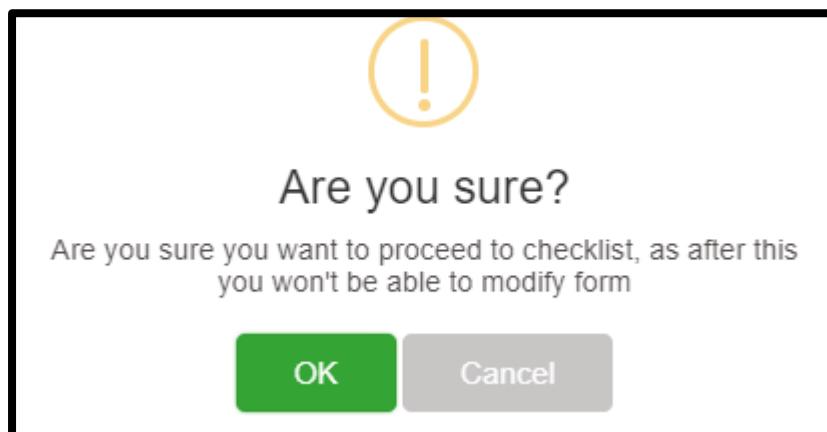 Are you sure?
Are you sure you want to proceed to checklist, as after this
you won't be able to modify form
OK
Cancel